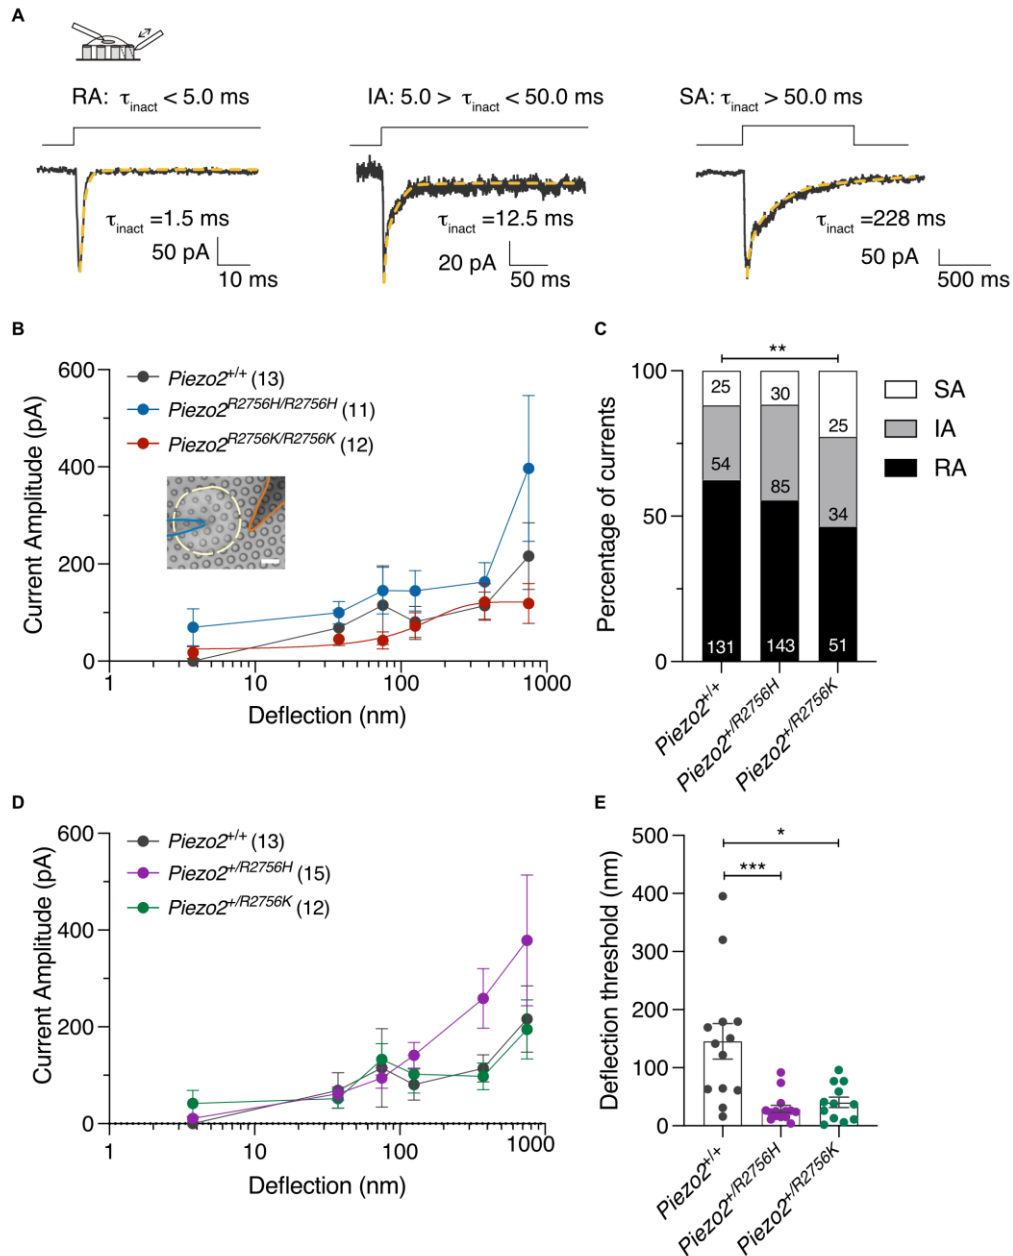 A
RA: τinact < 5.0 ms
IA: 5.0 > τinact < 50.0 ms
SA: τinact > 50.0 ms
τinact =1.5 ms
50 pA
10 ms
τinact =12.5 ms
20 pA
50 ms
τinact =228 ms
50 pA
500 ms
B
Current Amplitude (pA)
600
400
200
0
Piezo2+/+ (13)
Piezo2R2756H/R2756H (11)
Piezo2R2756K/R2756K (12)
1
10
100
1000
Deflection (nm)
C
Percentage of currents
100
50
0
**
25
30
25
54
85
34
131
143
51
SA
IA
RA
Piezo2+/+
Piezo2+/R2756H
Piezo2+/R2756K
D
Current Amplitude (pA)
600
400
200
0
Piezo2+/+ (13)
Piezo2+/R2756H (15)
Piezo2+/R2756K (12)
1
10
100
1000
Deflection (nm)
E
Deflection threshold (nm)
500
400
300
200
100
0
*
***
Piezo2+/+
Piezo2+/R2756H
Piezo2+/R2756K